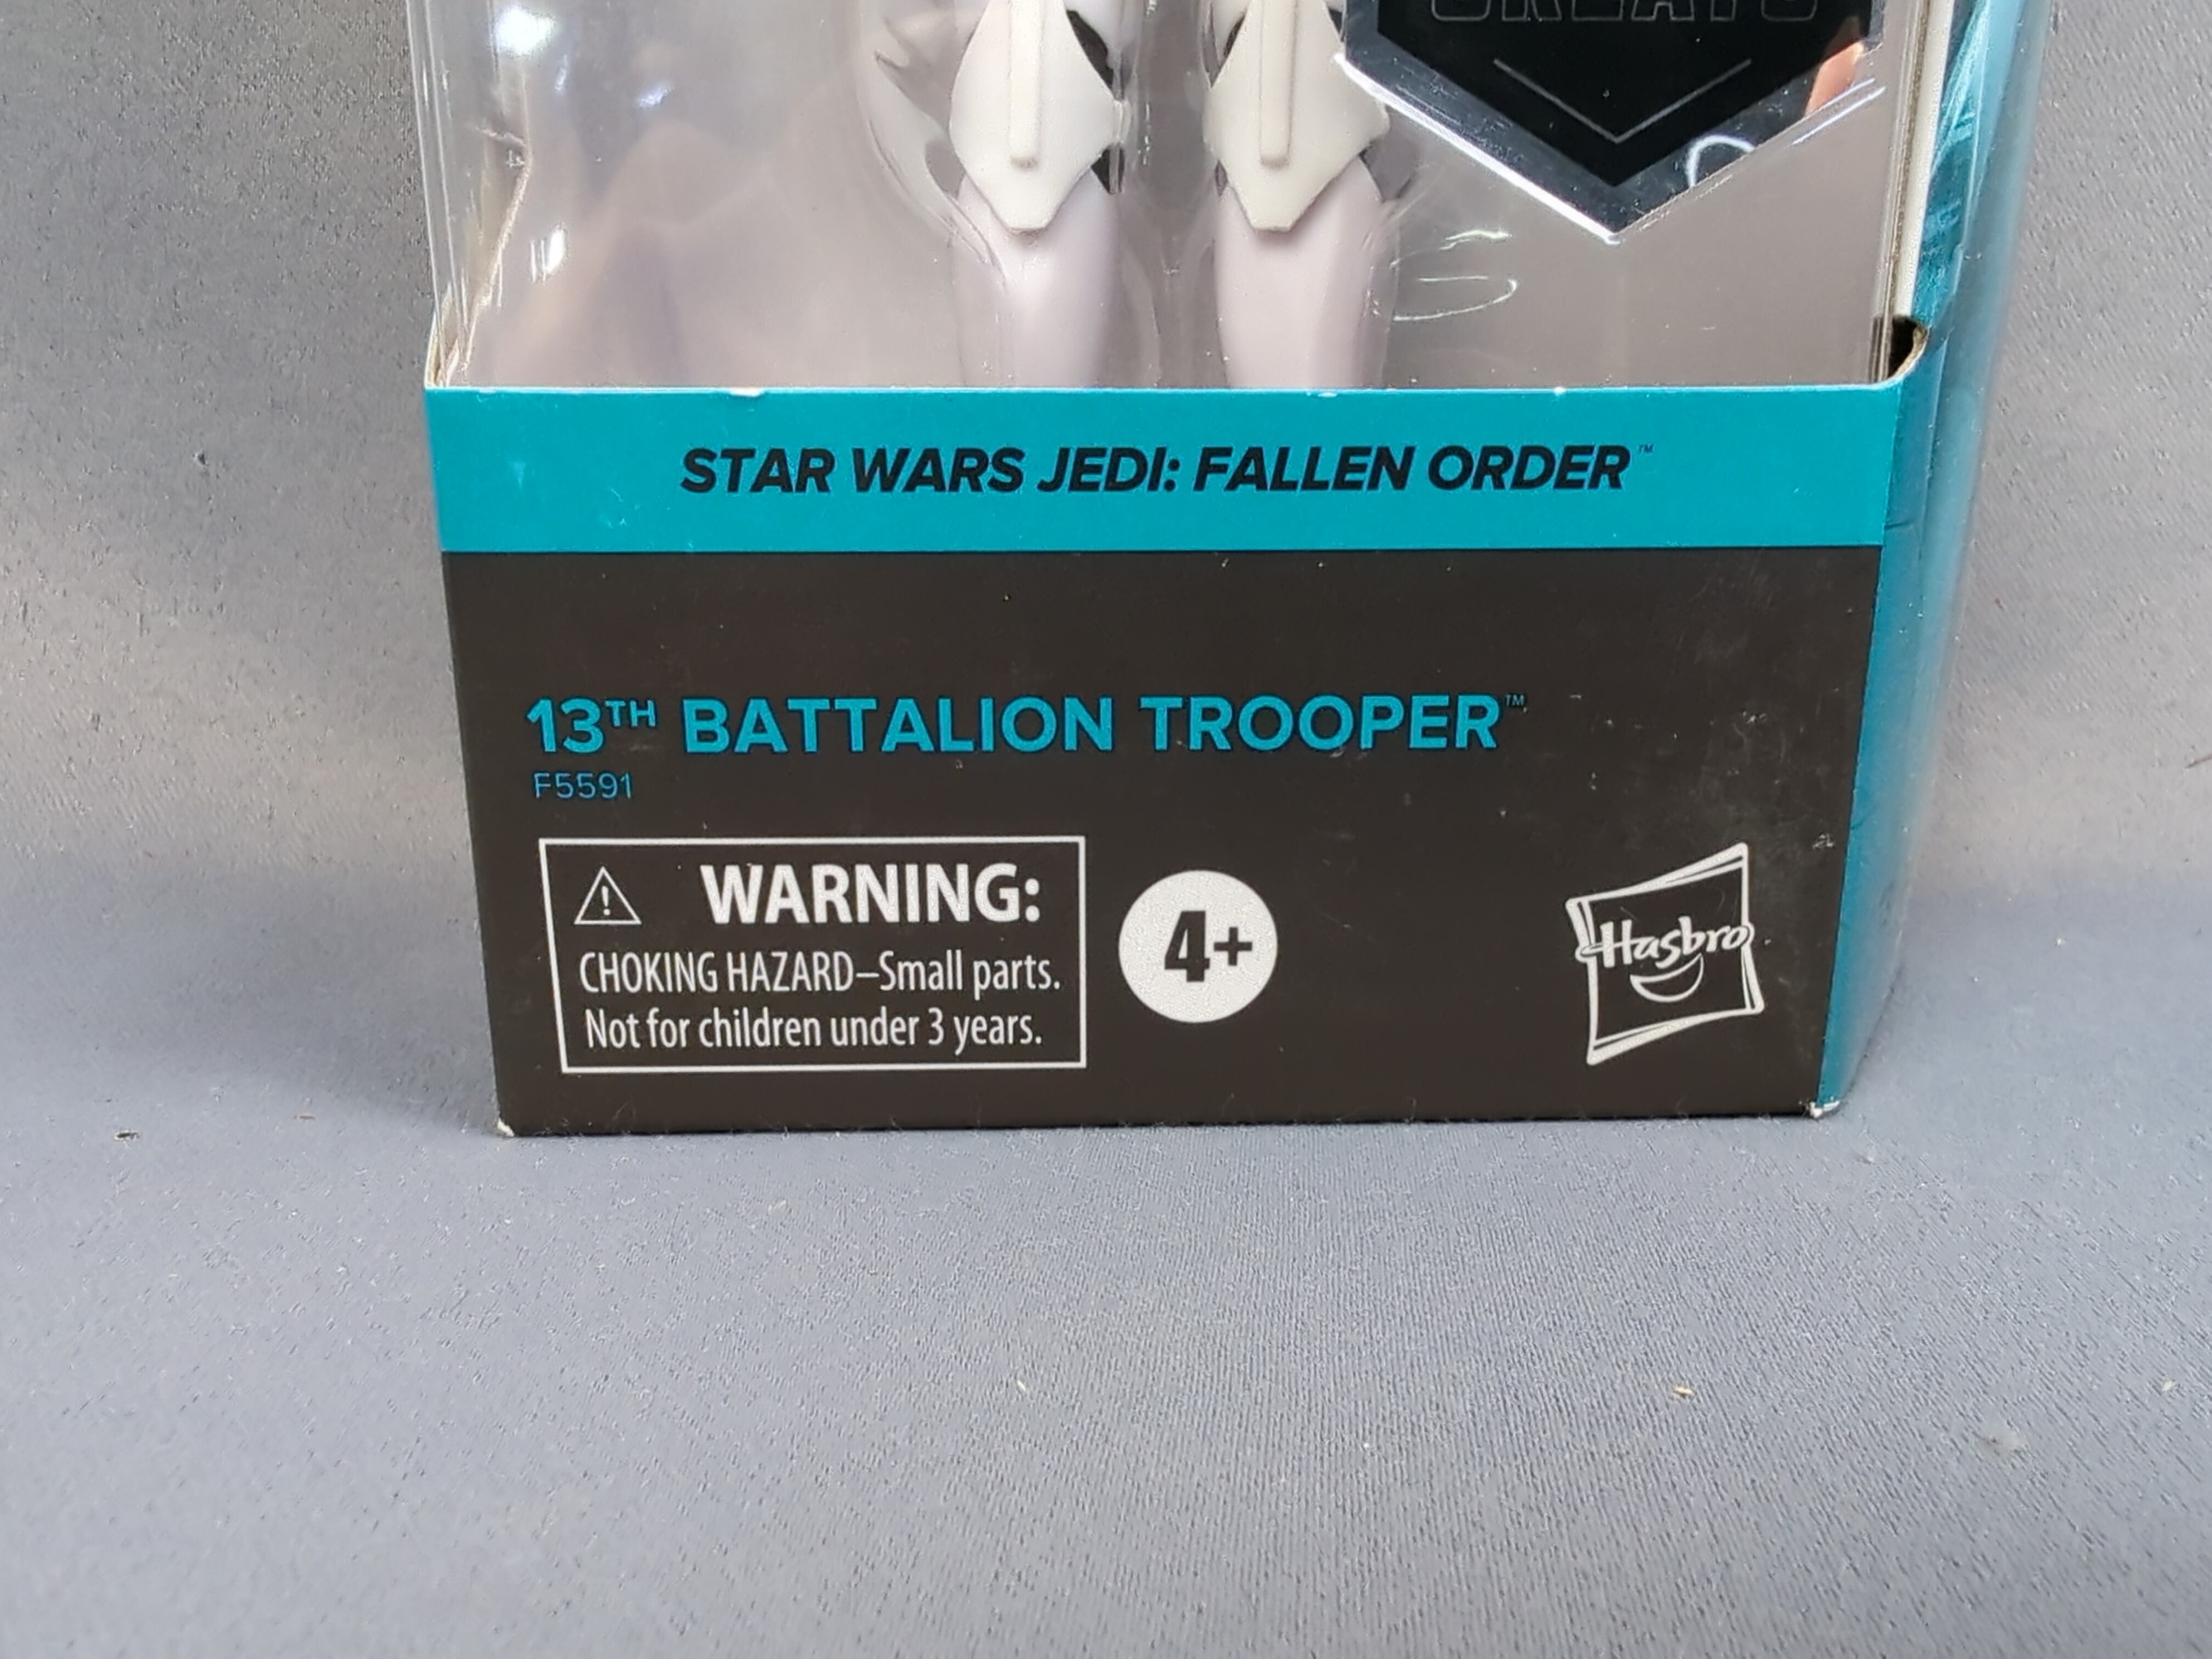 GREATS
STAR WARS JEDI: FALLEN ORDER™
13TH BATTALION TROOPER™
F5591
WARNING:
CHOKING HAZARD–Small parts.
Not for children under 3 years.
4+
Hasbro